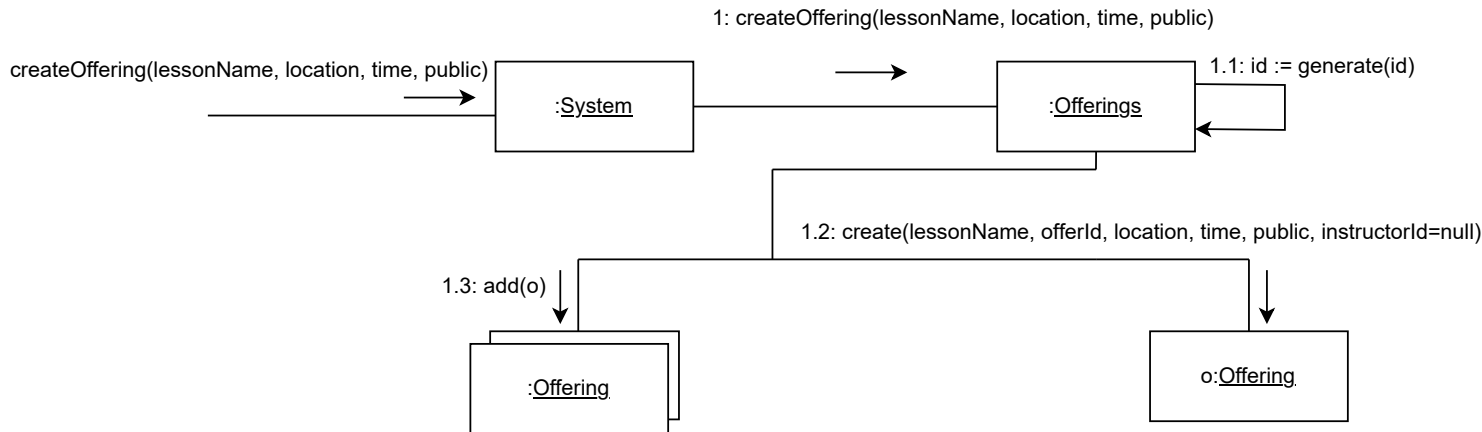 1: createOffering(lessonName, location, time, public)
createOffering(lessonName, location, time, public)
:System
:Offerings
1.1: id := generate(id)
1.2: create(lessonName, offerId, location, time, public, instructorId=null)
1.3: add(o)
:Offering
o:Offering